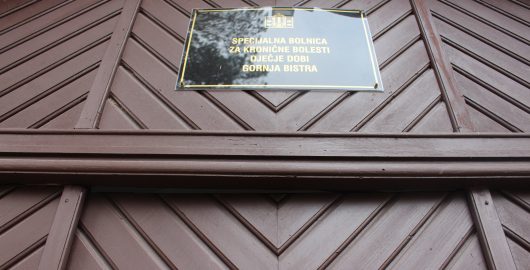 SPECIJALNA BOLNICA
ZA KRONIČNE BOLESTI
DJEČJE DOBI
GORNJA BISTRA